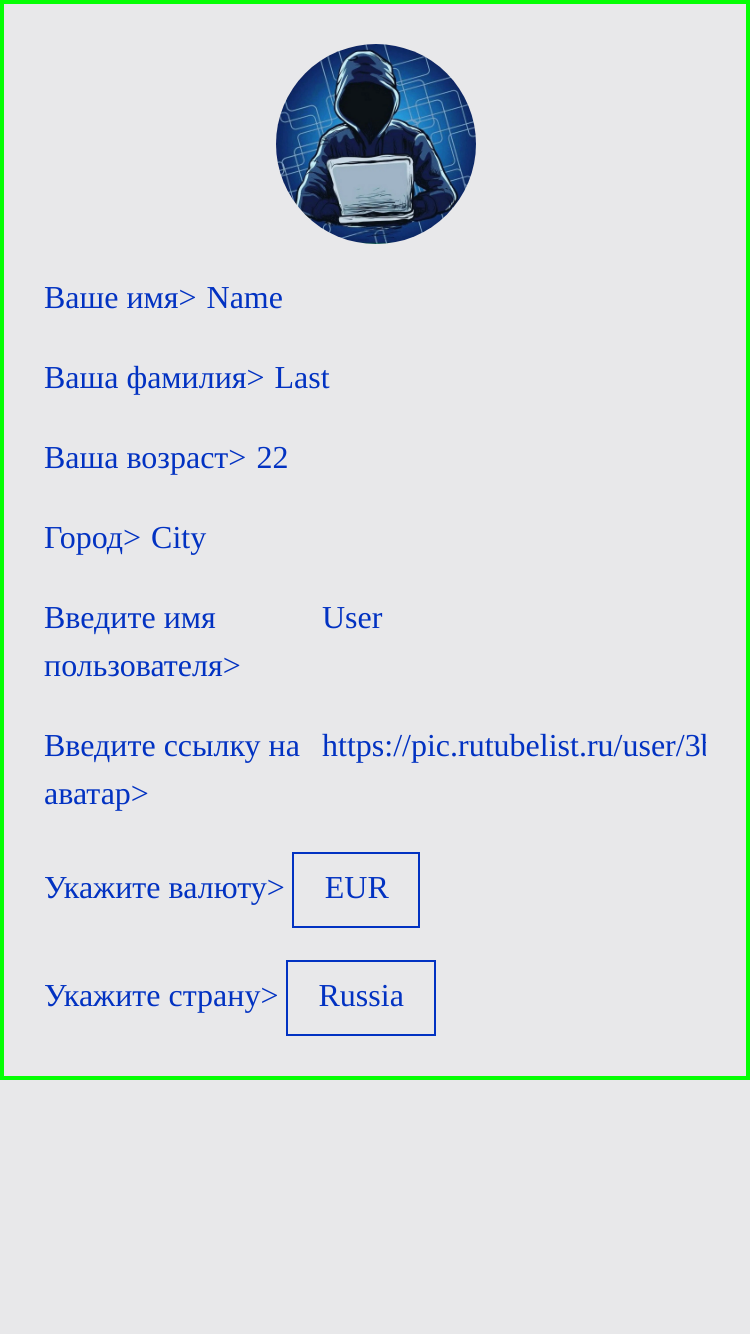 Ваше имя> Name
Ваша фамилия> Last
Ваша возраст> 22
Город> City
Введите имя User
пользователя>
Введите ссылку на https://pic.rutubelist.ru/user/3
аватар>
Укажите валюту> EUR
Укажите страну> Russia